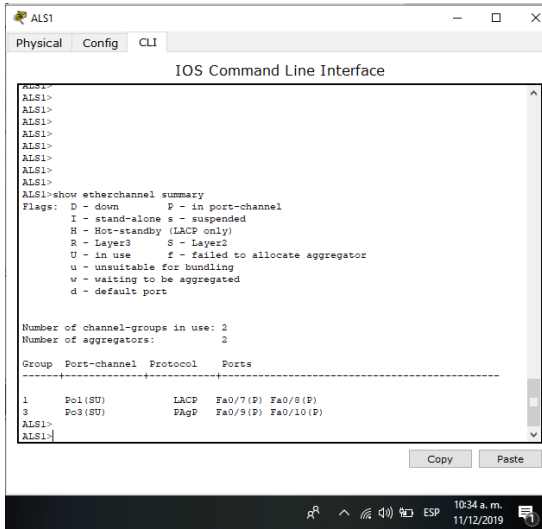 ALS1
Physical Config CLI
IOS Command Line Interface
ALS1>
ALS1>
ALS1>
ALS1>
ALS1>
ALS1>
ALS1>
ALS1>
ALS1>
ALS1>show etherchannel summary
Flags: D - down P - in port-channel
I - stand-alone s - suspended
H - Hot-standby (LACP only)
R - Layer3 S - Layer2
U - in use f - failed to allocate aggregator
u - unsuitable for bundling
w - waiting to be aggregated
d - default port
Number of channel-groups in use: 2
Number of aggregators: 2
Group Port-channel Protocol Ports
------+-------------+-----------+----------------------------------------------
1 Po1(SU) LACP Fa0/7(P) Fa0/8(P)
3 Po3(SU) PAgP Fa0/9(P) Fa0/10(P)
ALS1>
ALS1>
Copy Paste
ESP 10:34 a. m.
11/12/2019
1